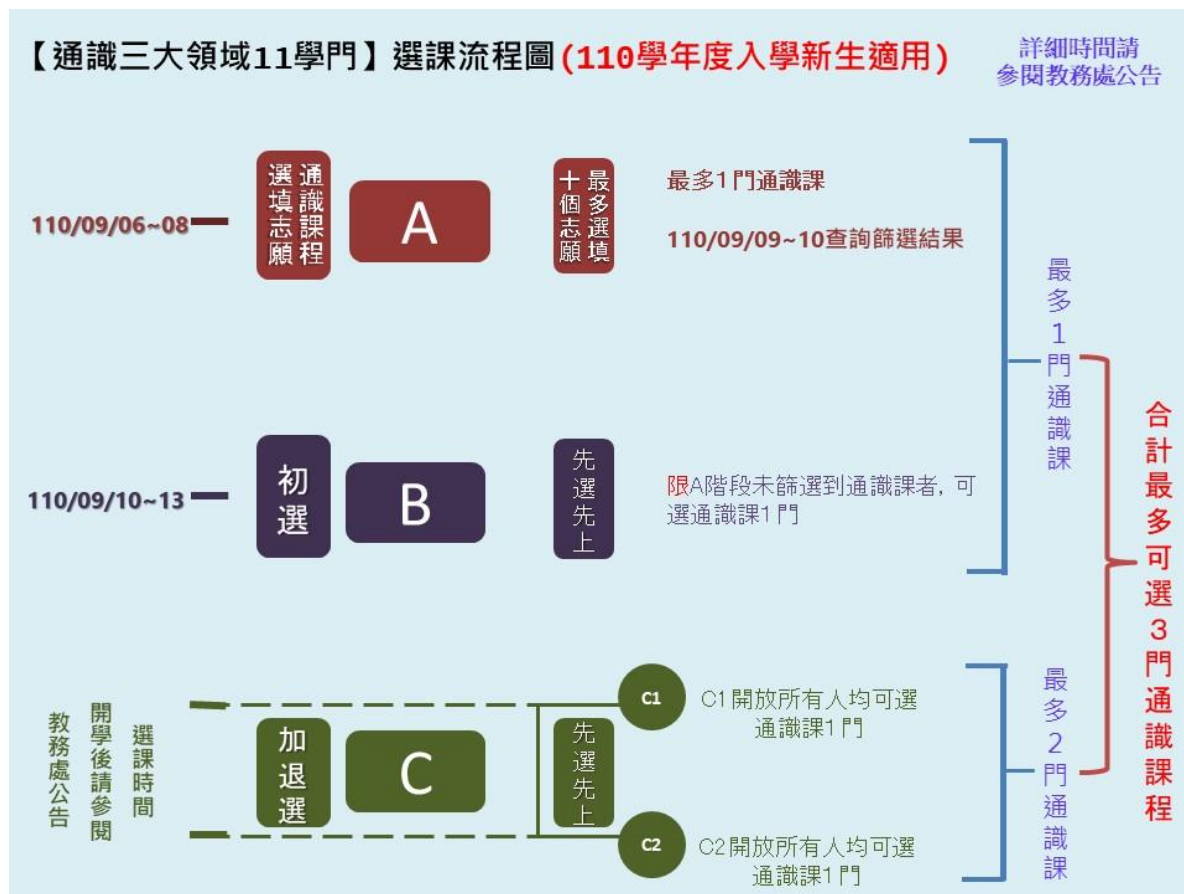 【通識三大領域11學門】選課流程圖(110學年度入學新生適用)
詳細時間請
參閱教務處公告
110/09/06~08
通識課程
選填志願
A
最多選填
十個志願
最多1門通識課
110/09/09~10查詢篩選結果
110/09/10~13
初選
B
先選先上
限A階段未篩選到通識課者, 可
選通識課1門
最多1門通識課
選課時間
開學後請參閱
教務處公告
加退選
C
先選先上
C1
C1開放所有人均可選
通識課1門
C2
C2開放所有人均可選
通識課1門
最多2門通識課
合計最多可選3門通識課程